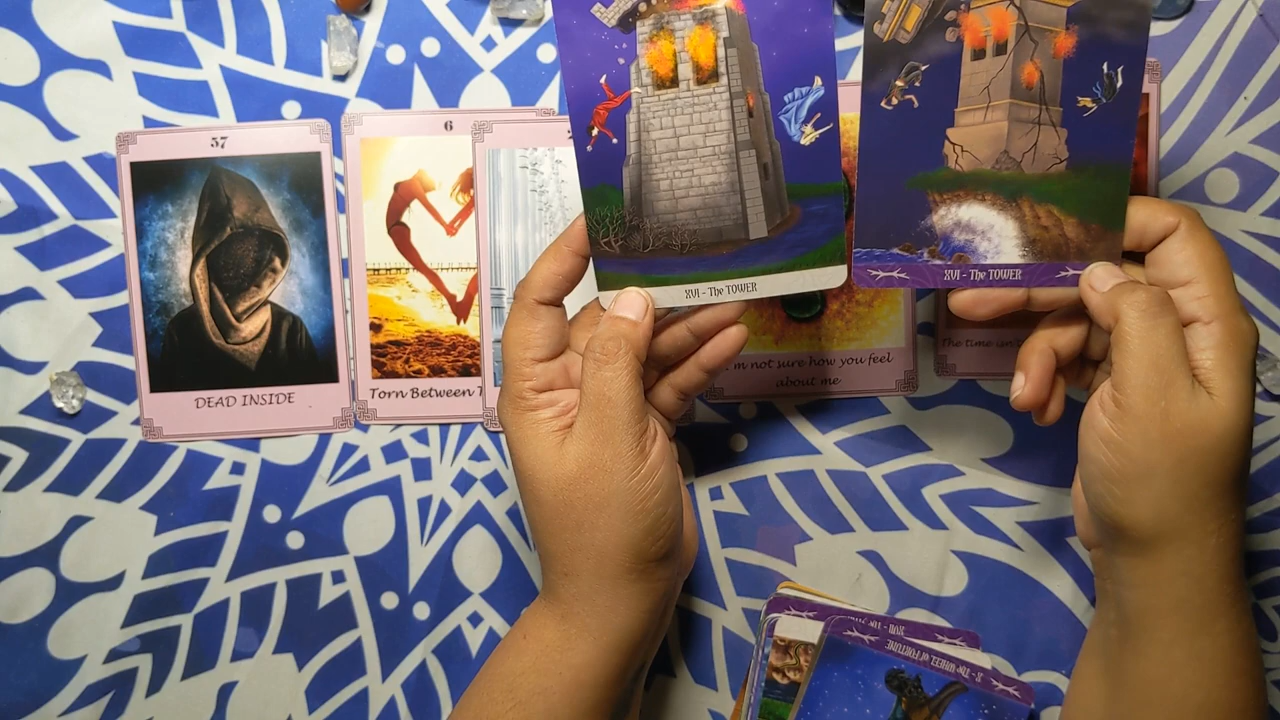 57
DEAD INSIDE
6
Torn Between T
XVI - The TOWER
XVI - The TOWER
I'm not sure how you feel
about me
The time isn't
X - The WHEEL of FORTUNE